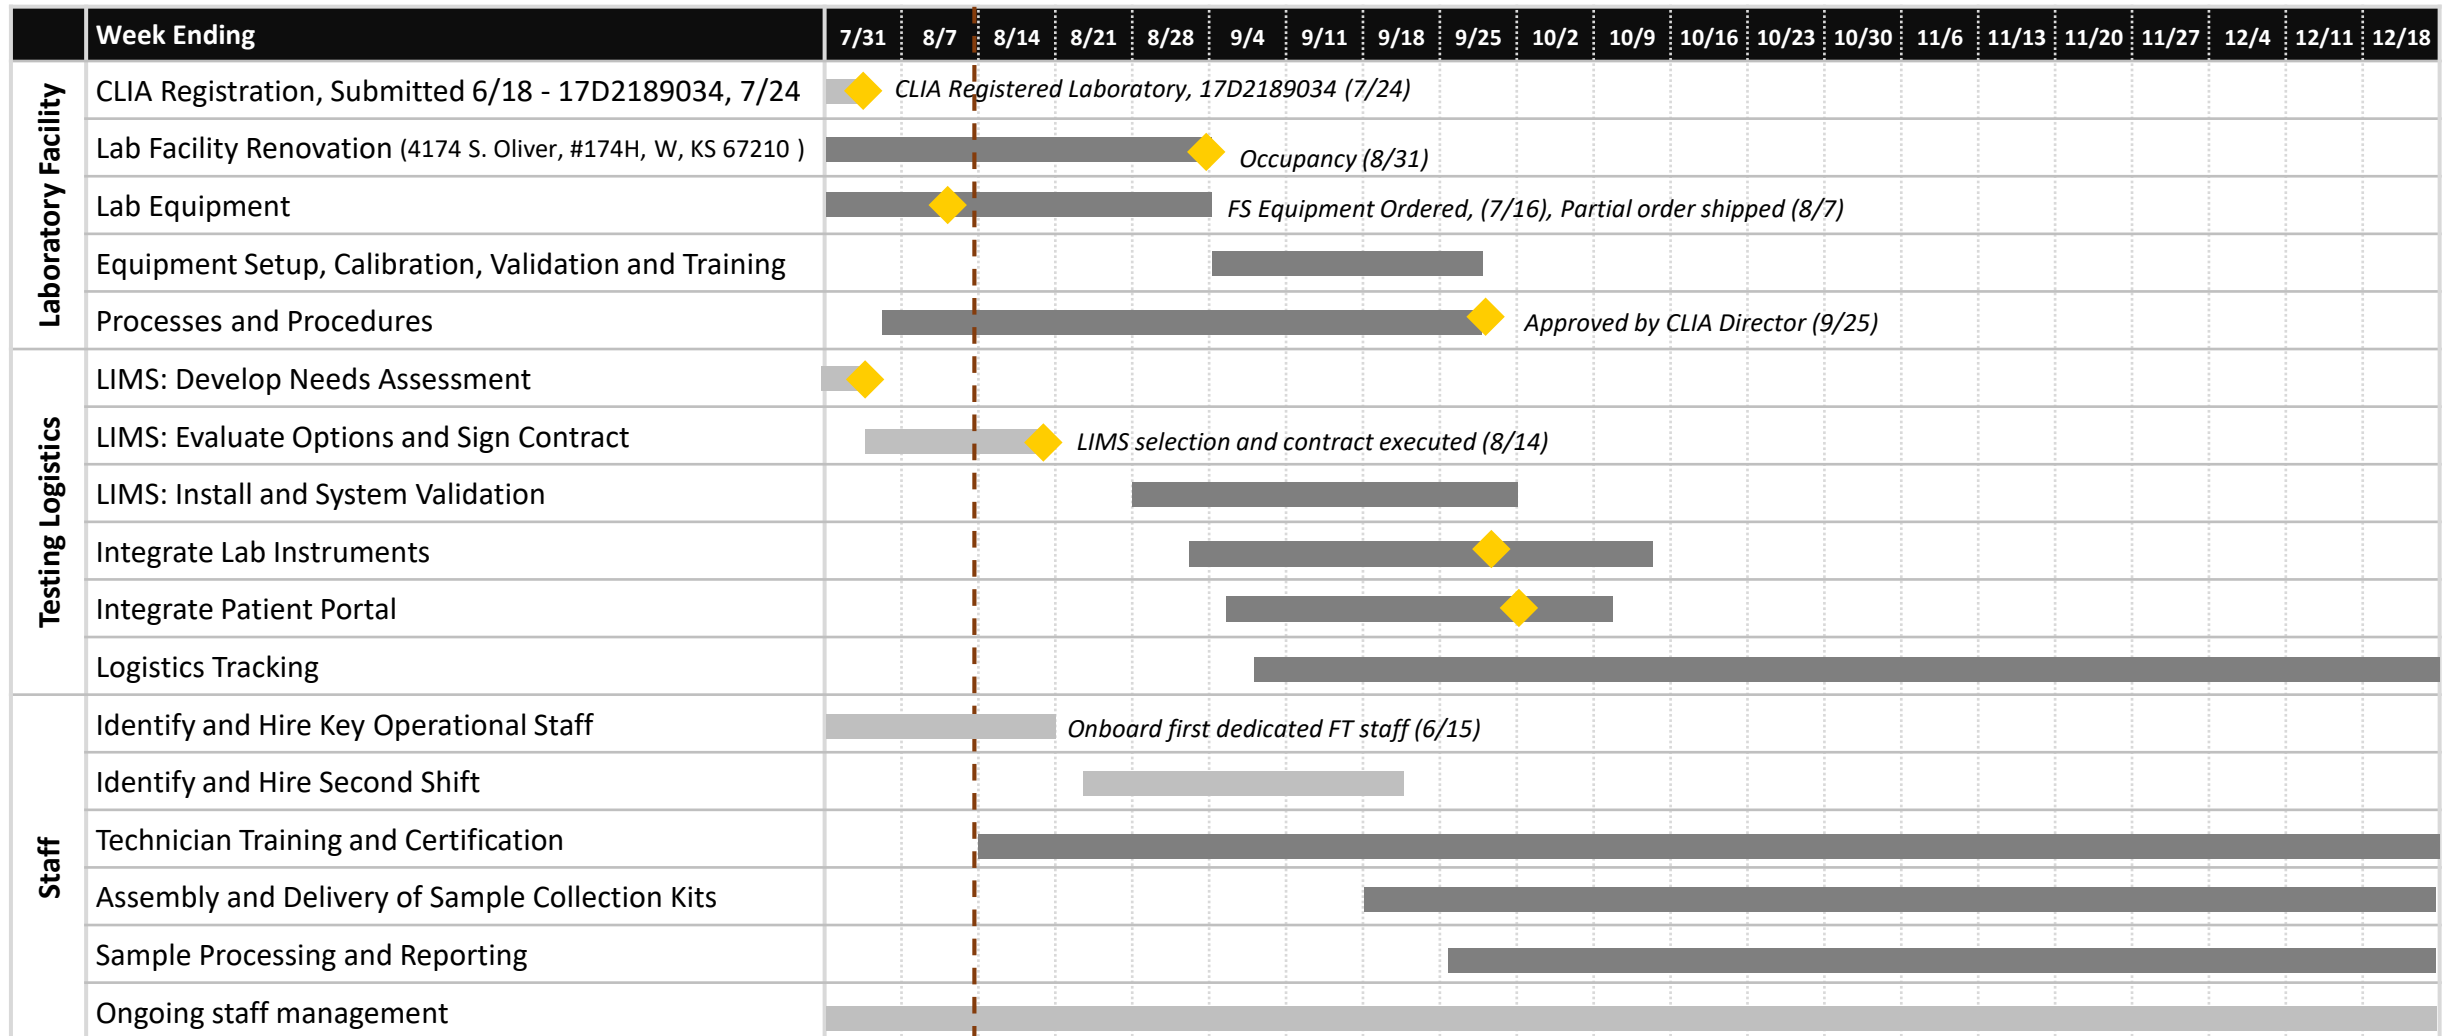 Week Ending 7/31 8/7 8/14 8/21 8/28 9/4 9/11 9/18 9/25 10/2 10/9 10/16 10/23 10/30 11/6 11/13 11/20 11/27 12/4 12/11 12/18
Laboratory Facility
CLIA Registration, Submitted 6/18 - 17D2189034, 7/24
CLIA Registered Laboratory, 17D2189034 (7/24)
Lab Facility Renovation (4174 S. Oliver, #174H, W, KS 67210 )
Occupancy (8/31)
Lab Equipment
FS Equipment Ordered, (7/16), Partial order shipped (8/7)
Equipment Setup, Calibration, Validation and Training
Processes and Procedures
Approved by CLIA Director (9/25)
Testing Logistics
LIMS: Develop Needs Assessment
LIMS: Evaluate Options and Sign Contract
LIMS selection and contract executed (8/14)
LIMS: Install and System Validation
Integrate Lab Instruments
Integrate Patient Portal
Logistics Tracking
Staff
Identify and Hire Key Operational Staff
Onboard first dedicated FT staff (6/15)
Identify and Hire Second Shift
Technician Training and Certification
Assembly and Delivery of Sample Collection Kits
Sample Processing and Reporting
Ongoing staff management